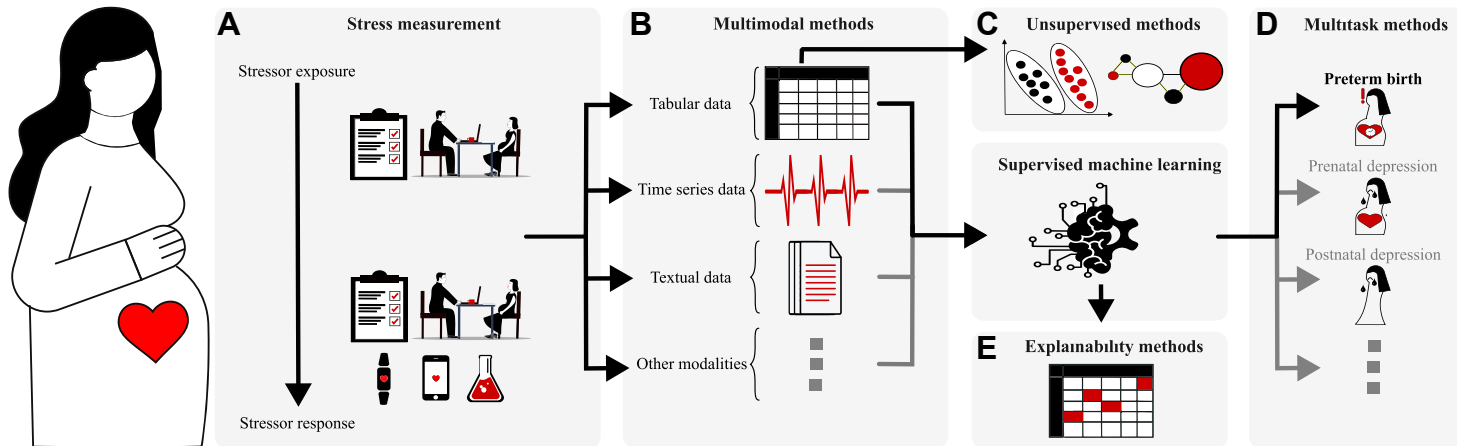 A Stress measurement
Stressor exposure
Stressor response
B Multimodal methods
Tabular data
Time series data
Textual data
Other modalities
C Unsupervised methods
Supervised machine learning
E Explainability methods
D Multitask methods
Preterm birth
!
Prenatal depression
Postnatal depression